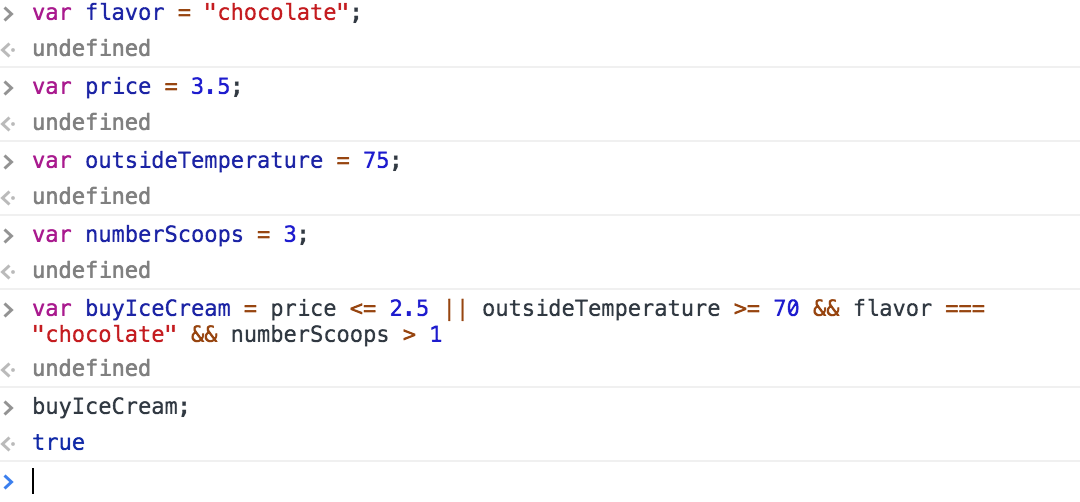 > var flavor = "chocolate";
< undefined
> var price = 3.5;
< undefined
> var outsideTemperature = 75;
< undefined
> var numberScoops = 3;
< undefined
> var buyIceCream = price <= 2.5 || outsideTemperature >= 70 && flavor ===
"chocolate" && numberScoops > 1
< undefined
> buyIceCream;
< true
>